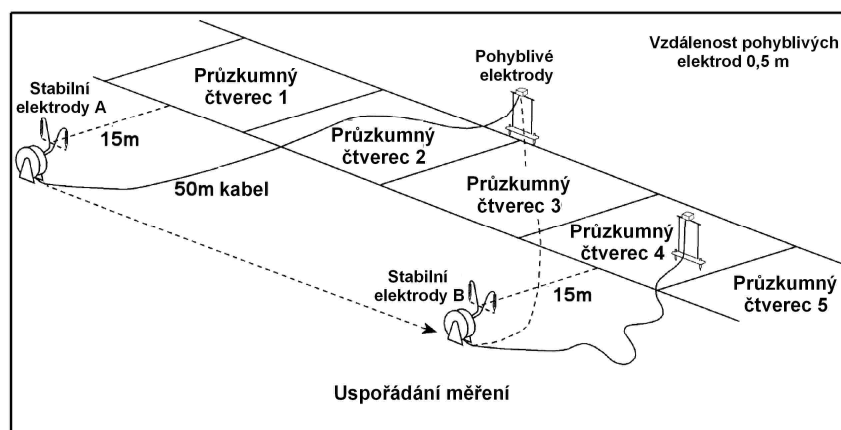 Vzdálenost pohyblivých
elektrod 0,5 m
Pohyblivé
elektrody
Stabilní
elektrody A
Průzkumný
čtverec 1
15m
Průzkumný
čtverec 2
50m kabel
Průzkumný
čtverec 3
Průzkumný
čtverec 4
Stabilní
elektrody B
15m
Průzkumný
čtverec 5
Uspořádání měření